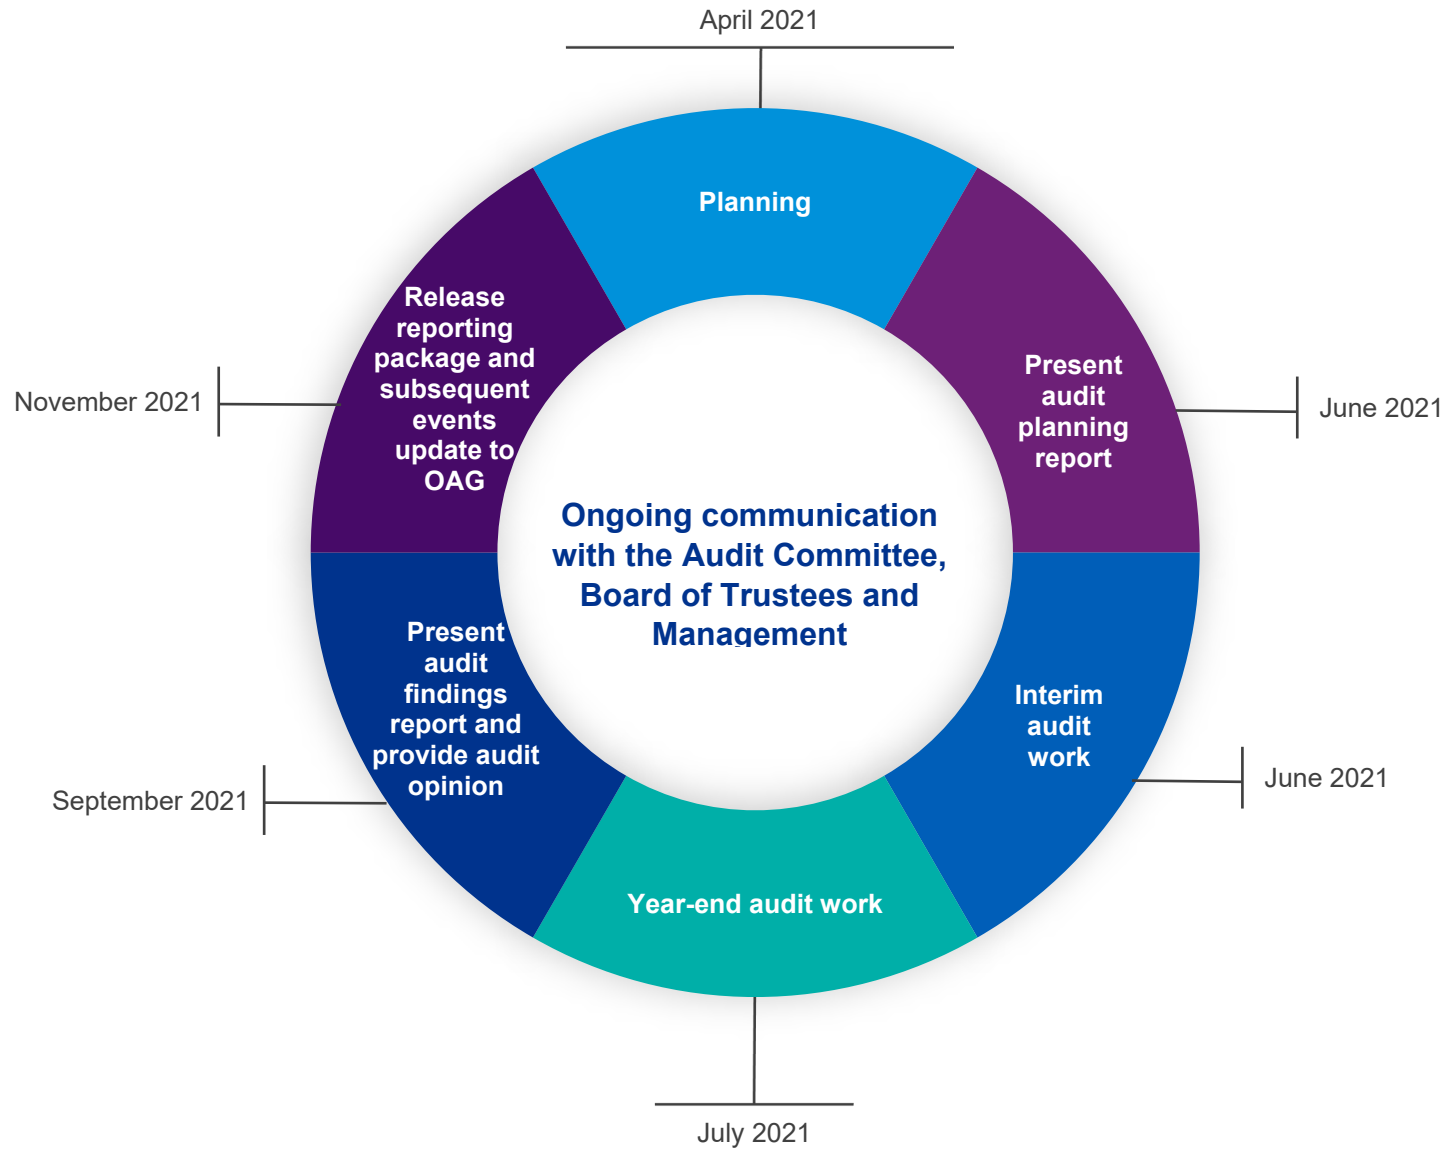 April 2021
Planning
Present
audit
planning
report
June 2021
Interim
audit
work
June 2021
Year-end audit work
July 2021
Present
audit
findings
report and
provide audit
opinion
September 2021
Release
reporting
package and
subsequent
events
update to
OAG
November 2021
Ongoing communication
with the Audit Committee,
Board of Trustees and
Management